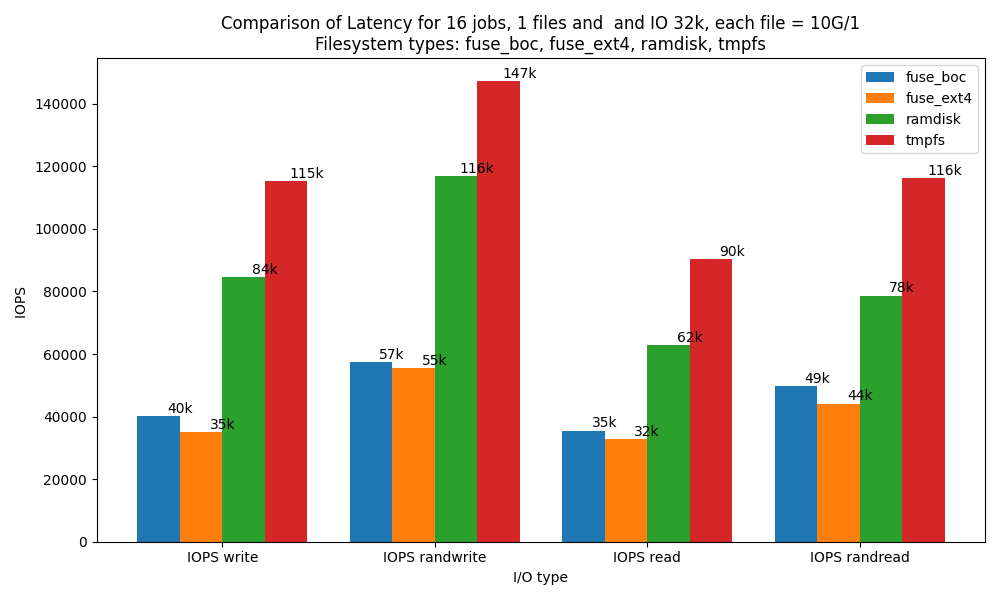 Comparison of Latency for 16 jobs, 1 files and  and IO 32k, each file = 10G/1
Filesystem types: fuse_boc, fuse_ext4, ramdisk, tmpfs
fuse_boc
fuse_ext4
ramdisk
tmpfs
IOPS
140000
120000
100000
80000
60000
40000
20000
0
40k
35k
84k
115k
57k
55k
116k
147k
35k
32k
62k
90k
49k
44k
78k
116k
IOPS write
IOPS randwrite
IOPS read
IOPS randread
I/O type